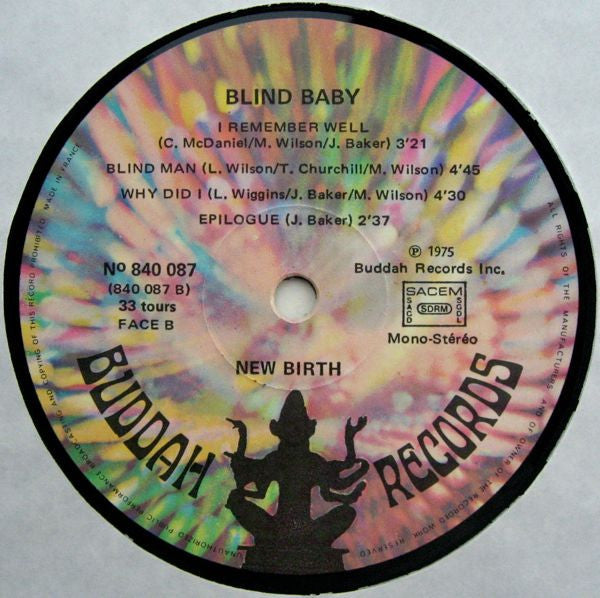 BLIND BABY
I REMEMBER WELL
(C. McDaniel/M. Wilson/J. Baker) 3'21
BLIND MAN (L. Wilson/T. Churchill/M. Wilson) 4'45
WHY DID I (L. Wiggins/J. Baker/M. Wilson) 4'30
EPILOGUE (J. Baker) 2'37
Nº 840 087
(840 087 B)
33 tours
FACE B
℗ 1975
Buddah Records Inc.
SACEM
SACD
SDRM
SGDL
Mono-Stéréo
NEW BIRTH
BUDDAH RECORDS
UNAUTHORIZED PUBLIC PERFORMANCE BROADCASTING AND COPYING OF THIS RECORD PROHIBITED MADE IN FRANCE
ALL RIGHTS OF THE MANUFACTURERS AND OF OWNER OF THE RECORDED WORK RESERVED